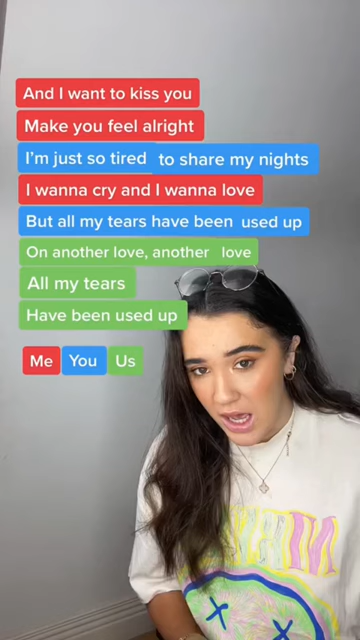 And I want to kiss you
Make you feel alright
I'm just so tired to share my nights
I wanna cry and I wanna love
But all my tears have been used up
On another love, another love
All my tears
Have been used up
Me You Us